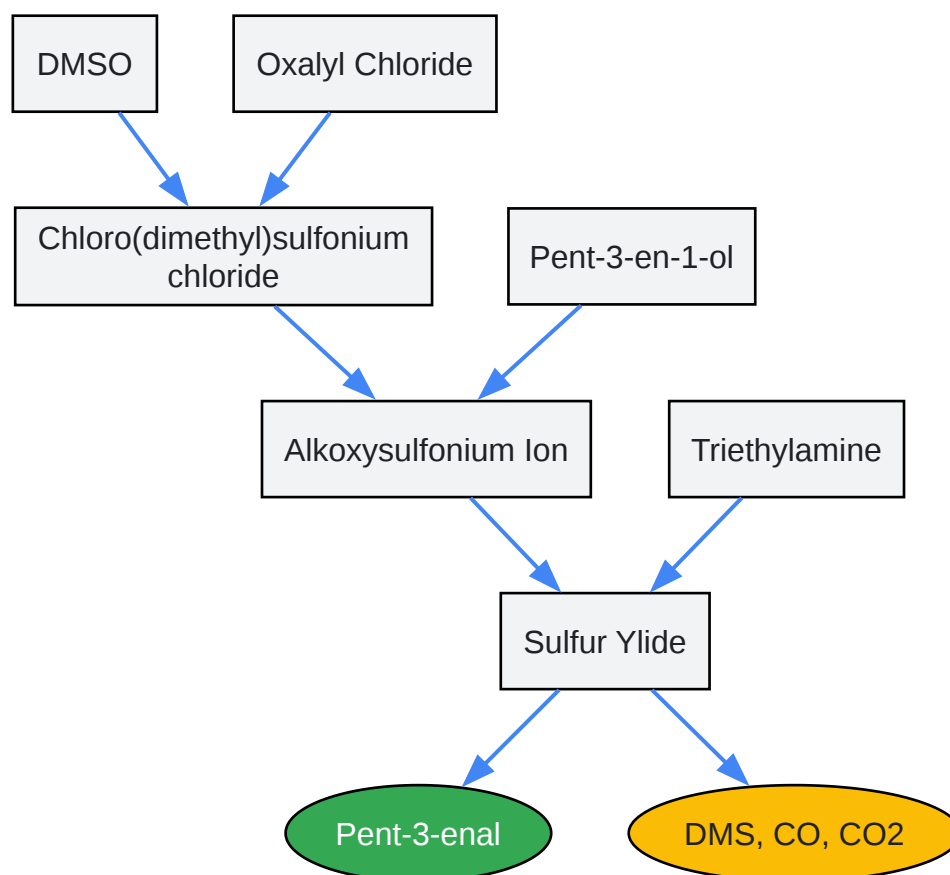 DMSO
Oxalyl Chloride
Chloro(dimethyl)sulfonium
chloride
Pent-3-en-1-ol
Alkoxysulfonium Ion
Triethylamine
Sulfur Ylide
Pent-3-enal
DMS, CO, CO2